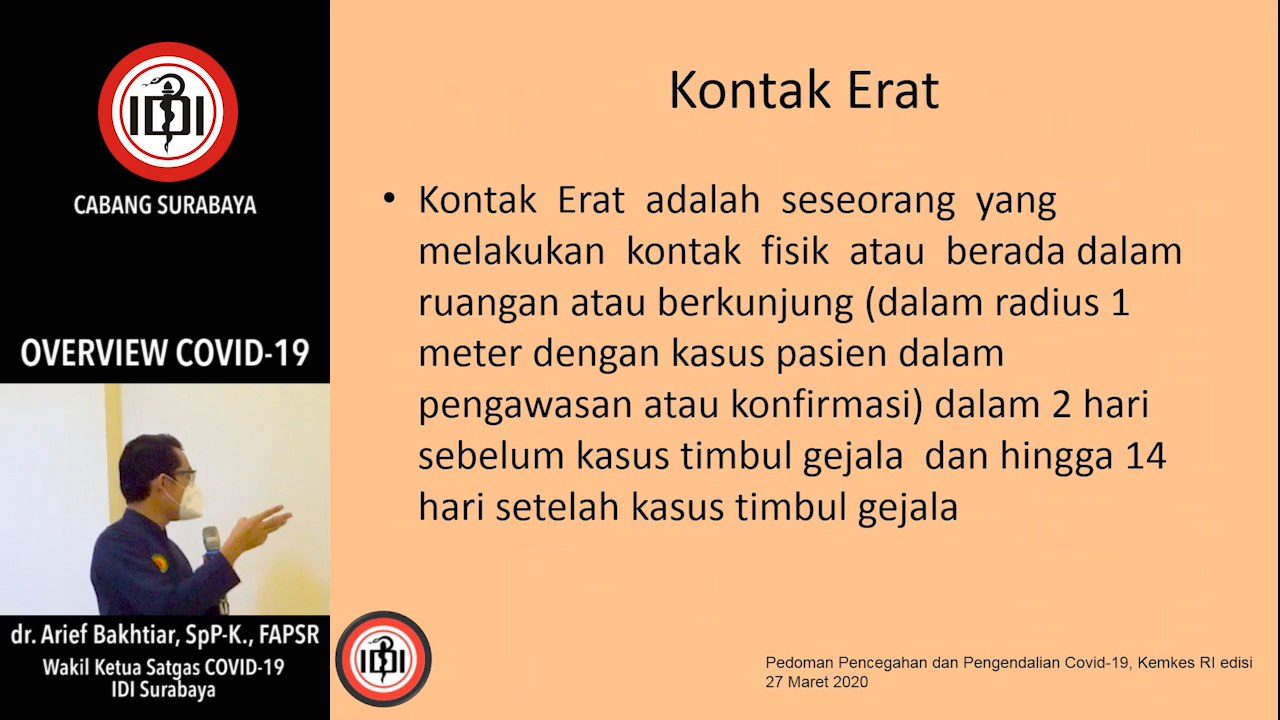 IDI
CABANG SURABAYA
OVERVIEW COVID-19
dr. Arief Bakhtiar, SpP-K., FAPSR
Wakil Ketua Satgas COVID-19
IDI Surabaya
Kontak Erat
• Kontak Erat adalah seseorang yang
melakukan kontak fisik atau berada dalam
ruangan atau berkunjung (dalam radius 1
meter dengan kasus pasien dalam
pengawasan atau konfirmasi) dalam 2 hari
sebelum kasus timbul gejala dan hingga 14
hari setelah kasus timbul gejala
IDI
Pedoman Pencegahan dan Pengendalian Covid-19, Kemkes RI edisi
27 Maret 2020